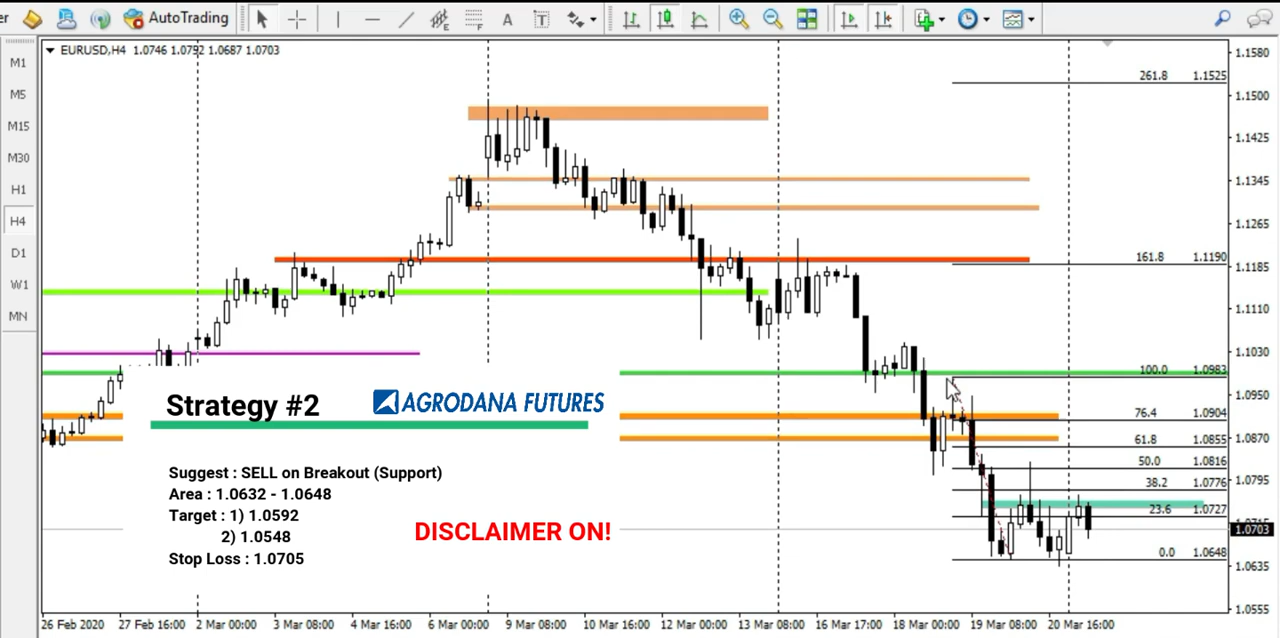 er
AutoTrading
A
T
E
F
M1
M5
M15
M30
H1
H4
D1
W1
MN
EURUSD,H4 1.0746 1.0752 1.0687 1.0703
1.1580
261.8 1.1525
1.1500
1.1425
1.1345
1.1265
161.8 1.1190
1.1185
1.1110
1.1030
100.0 1.0983
1.0950
76.4 1.0904
1.0870
61.8 1.0855
50.0 1.0816
1.0795
38.2 1.0776
23.6 1.0727
1.0703
0.0 1.0648
1.0635
1.0555
Strategy #2
AGRODANA FUTURES
Suggest : SELL on Breakout (Support)
Area : 1.0632 - 1.0648
Target : 1) 1.0592
2) 1.0548
Stop Loss : 1.0705
DISCLAIMER ON!
26 Feb 2020 27 Feb 16:00 2 Mar 00:00 3 Mar 08:00 4 Mar 16:00 6 Mar 00:00 9 Mar 08:00 10 Mar 16:00 12 Mar 00:00 13 Mar 08:00 16 Mar 17:00 18 Mar 00:00 19 Mar 08:00 20 Mar 16:00